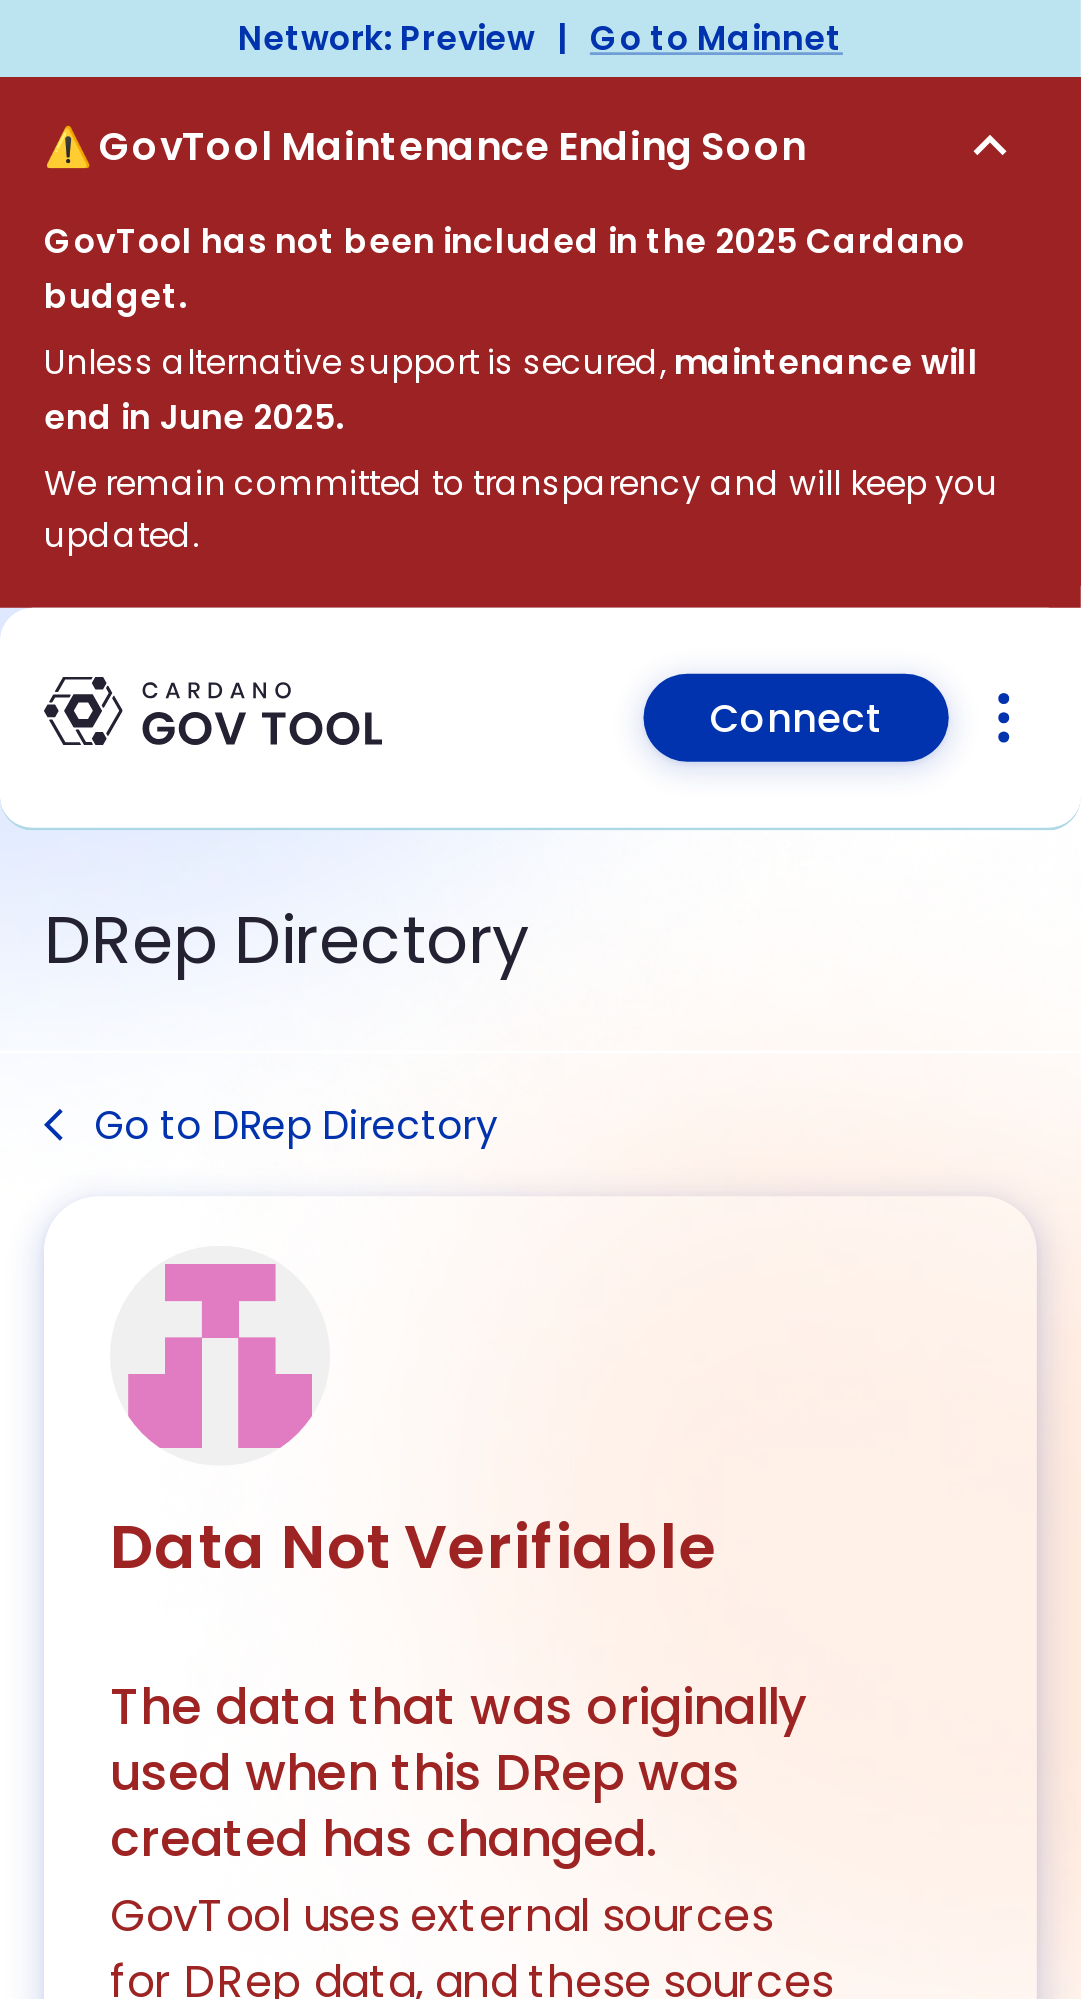 Network: Preview | Go to Mainnet
⚠️ GovTool Maintenance Ending Soon
GovTool has not been included in the 2025 Cardano
budget.
Unless alternative support is secured, maintenance will
end in June 2025.
We remain committed to transparency and will keep you
updated.
CARDANO
GOV TOOL
Connect
DRep Directory
Go to DRep Directory
Data Not Verifiable
The data that was originally
used when this DRep was
created has changed.
GovTool uses external sources
for DRep data, and these sources